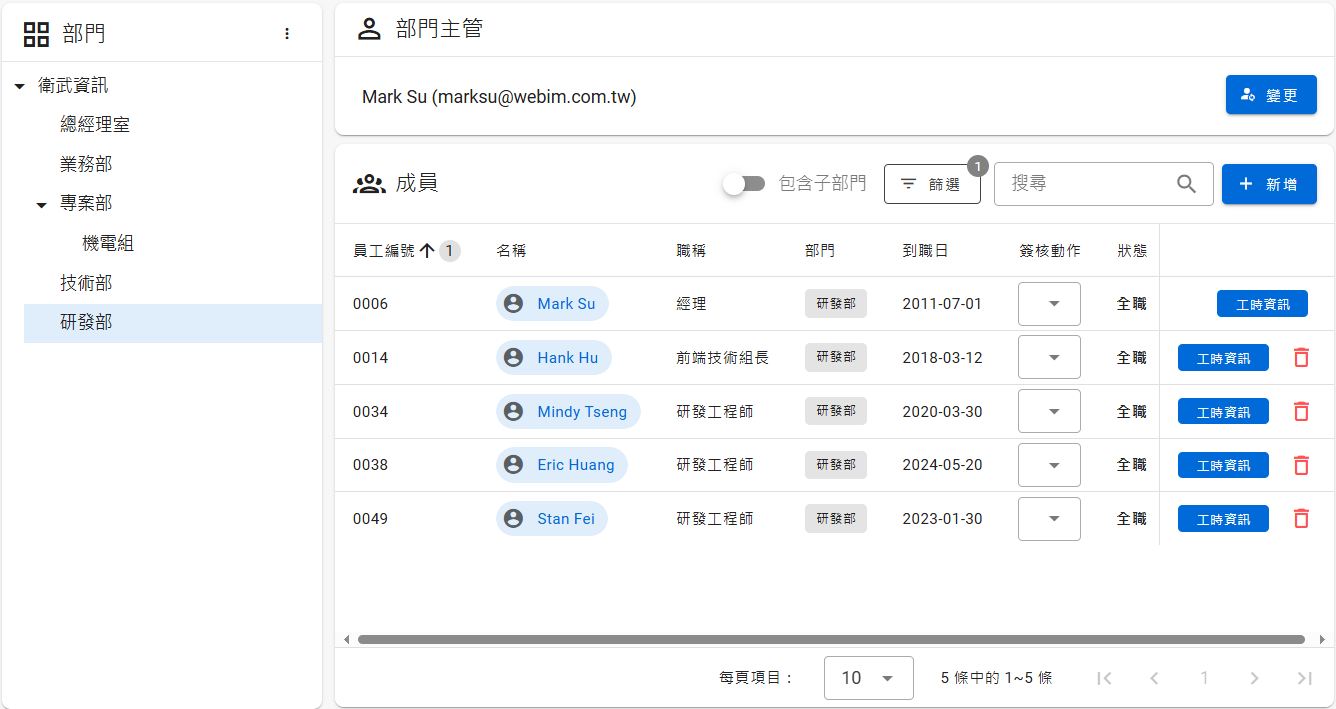 部門
衛武資訊
總經理室
業務部
專案部
機電組
技術部
研發部
部門主管
Mark Su (marksu@webim.com.tw)
變更
成員
包含子部門
篩選
1
搜尋
新增
員工編號 1 名稱 職稱 部門 到職日 簽核動作 狀態
0006 Mark Su 經理 研發部 2011-07-01 全職 工時資訊
0014 Hank Hu 前端技術組長 研發部 2018-03-12 全職 工時資訊
0034 Mindy Tseng 研發工程師 研發部 2020-03-30 全職 工時資訊
0038 Eric Huang 研發工程師 研發部 2024-05-20 全職 工時資訊
0049 Stan Fei 研發工程師 研發部 2023-01-30 全職 工時資訊
每頁項目： 10 5 條中的 1~5 條 1